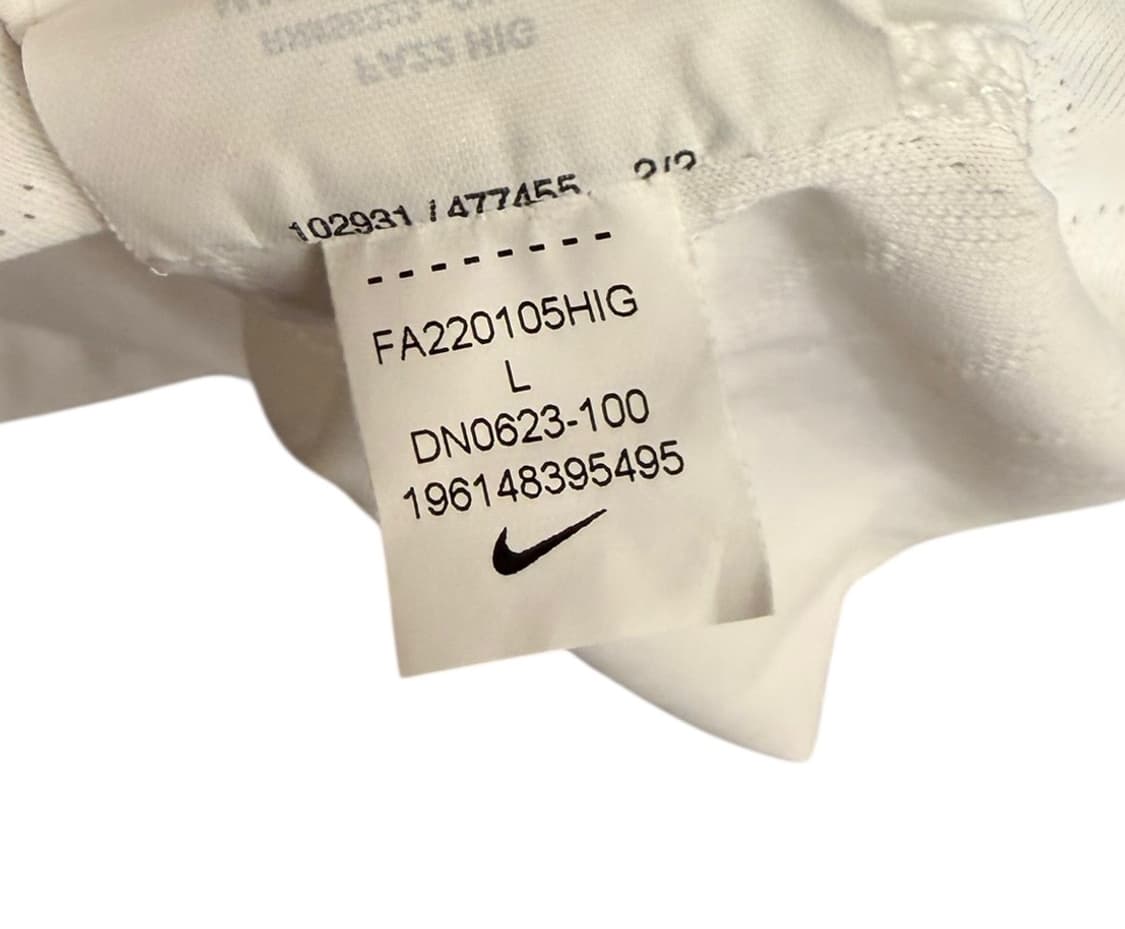 102931 / 477455
- - - - - - - -
FA220105HIG
L
DN0623-100
196148395495